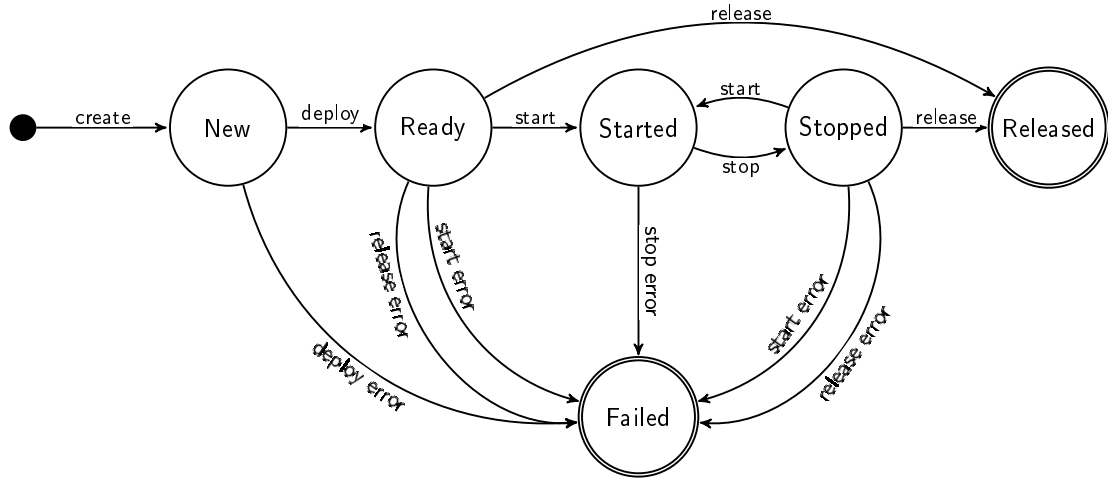 release
create
New
deploy
Ready
start
Started
start
stop
Stopped
release
Released
deploy error
release error
start error
stop error
start error
release error
Failed